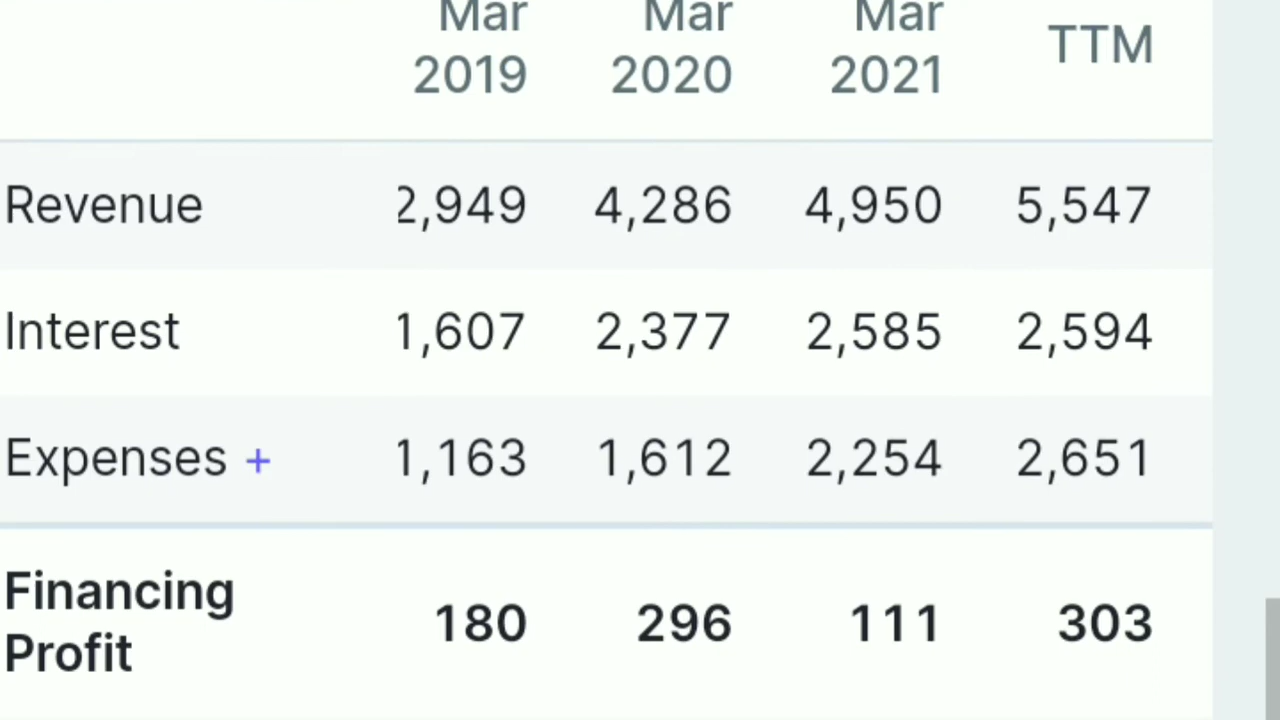 Mar Mar Mar TTM
2019 2020 2021
Revenue 2,949 4,286 4,950 5,547
Interest 1,607 2,377 2,585 2,594
Expenses + 1,163 1,612 2,254 2,651
Financing
Profit 180 296 111 303